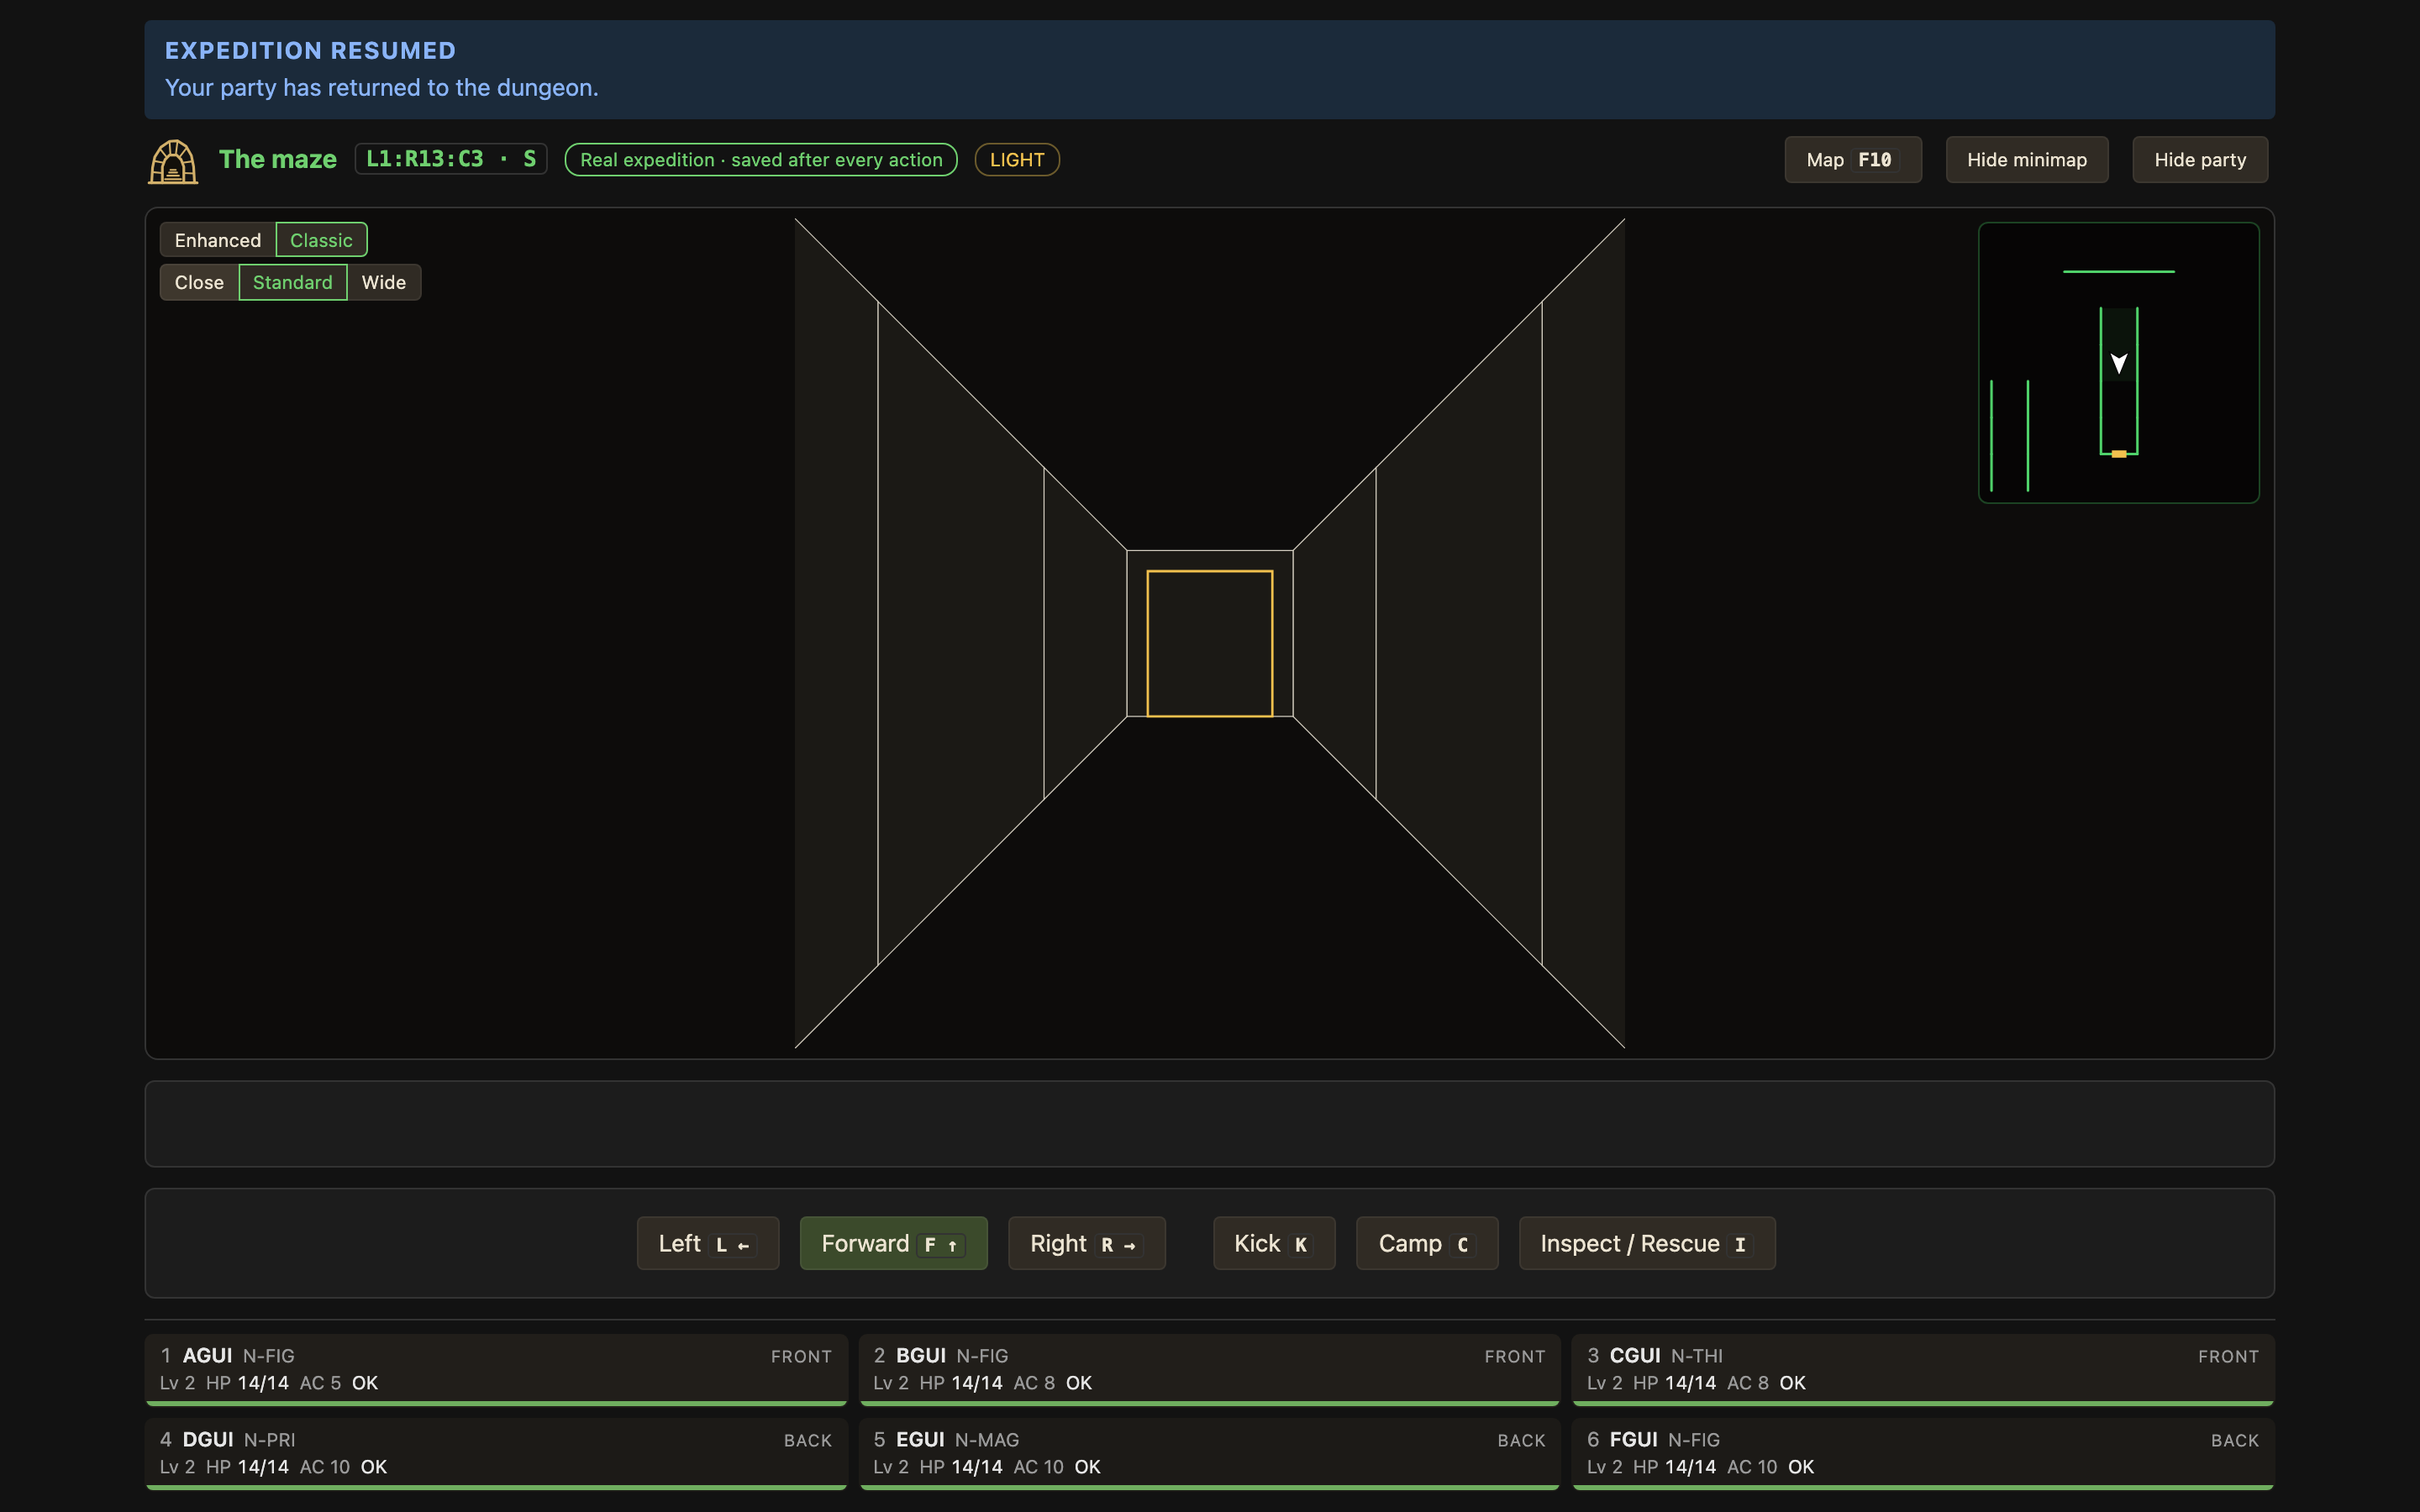 EXPEDITION RESUMED
Your party has returned to the dungeon.
The maze L1:R13:C3 · S Real expedition · saved after every action LIGHT Map F10 Hide minimap Hide party
Enhanced Classic
Close Standard Wide
Left L ← Forward F ↑ Right R → Kick K Camp C Inspect / Rescue I
1 AGUI N-FIG FRONT
Lv 2 HP 14/14 AC 5 OK
2 BGUI N-FIG FRONT
Lv 2 HP 14/14 AC 8 OK
3 CGUI N-THI FRONT
Lv 2 HP 14/14 AC 8 OK
4 DGUI N-PRI BACK
Lv 2 HP 14/14 AC 10 OK
5 EGUI N-MAG BACK
Lv 2 HP 14/14 AC 10 OK
6 FGUI N-FIG BACK
Lv 2 HP 14/14 AC 10 OK